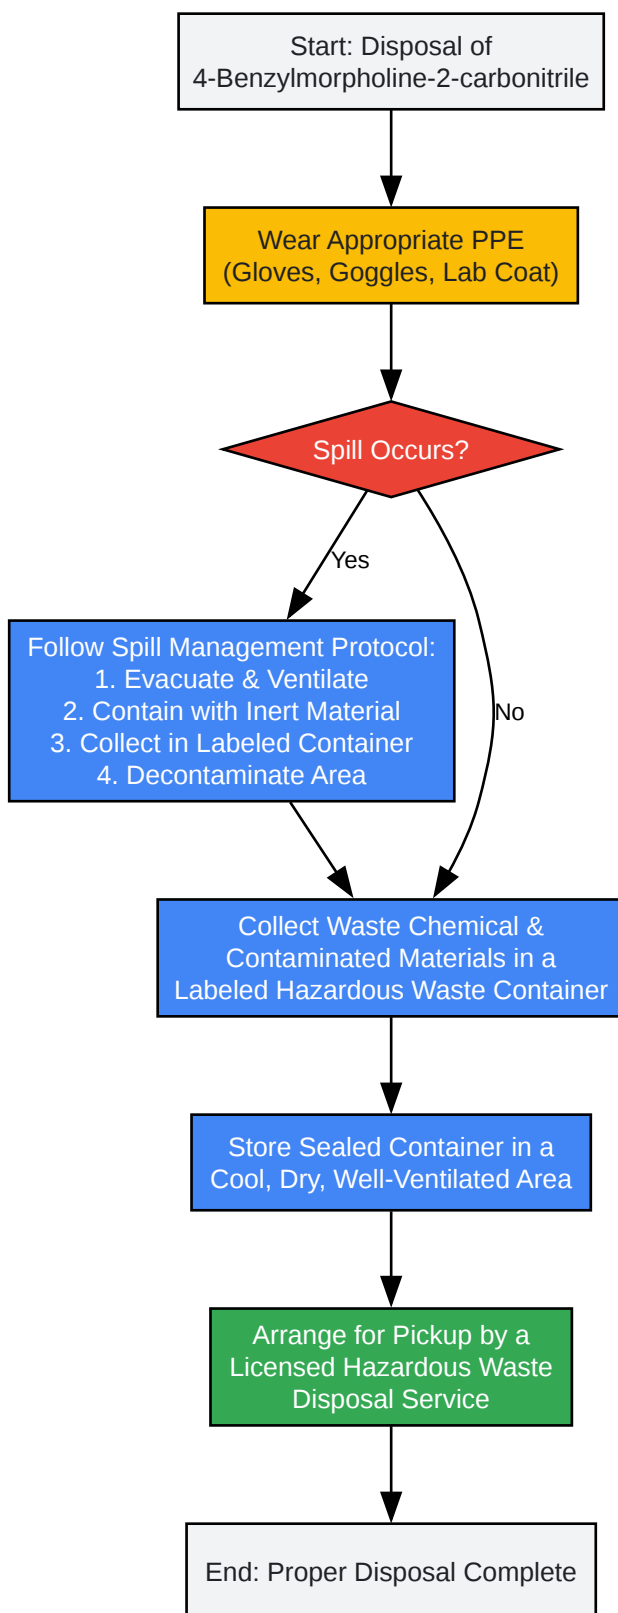 Start: Disposal of
4-Benzylmorpholine-2-carbonitrile
Wear Appropriate PPE
(Gloves, Goggles, Lab Coat)
Spill Occurs?
Yes
Follow Spill Management Protocol:
1. Evacuate & Ventilate
2. Contain with Inert Material
3. Collect in Labeled Container
4. Decontaminate Area
No
Collect Waste Chemical &
Contaminated Materials in a
Labeled Hazardous Waste Container
Store Sealed Container in a
Cool, Dry, Well-Ventilated Area
Arrange for Pickup by a
Licensed Hazardous Waste
Disposal Service
End: Proper Disposal Complete